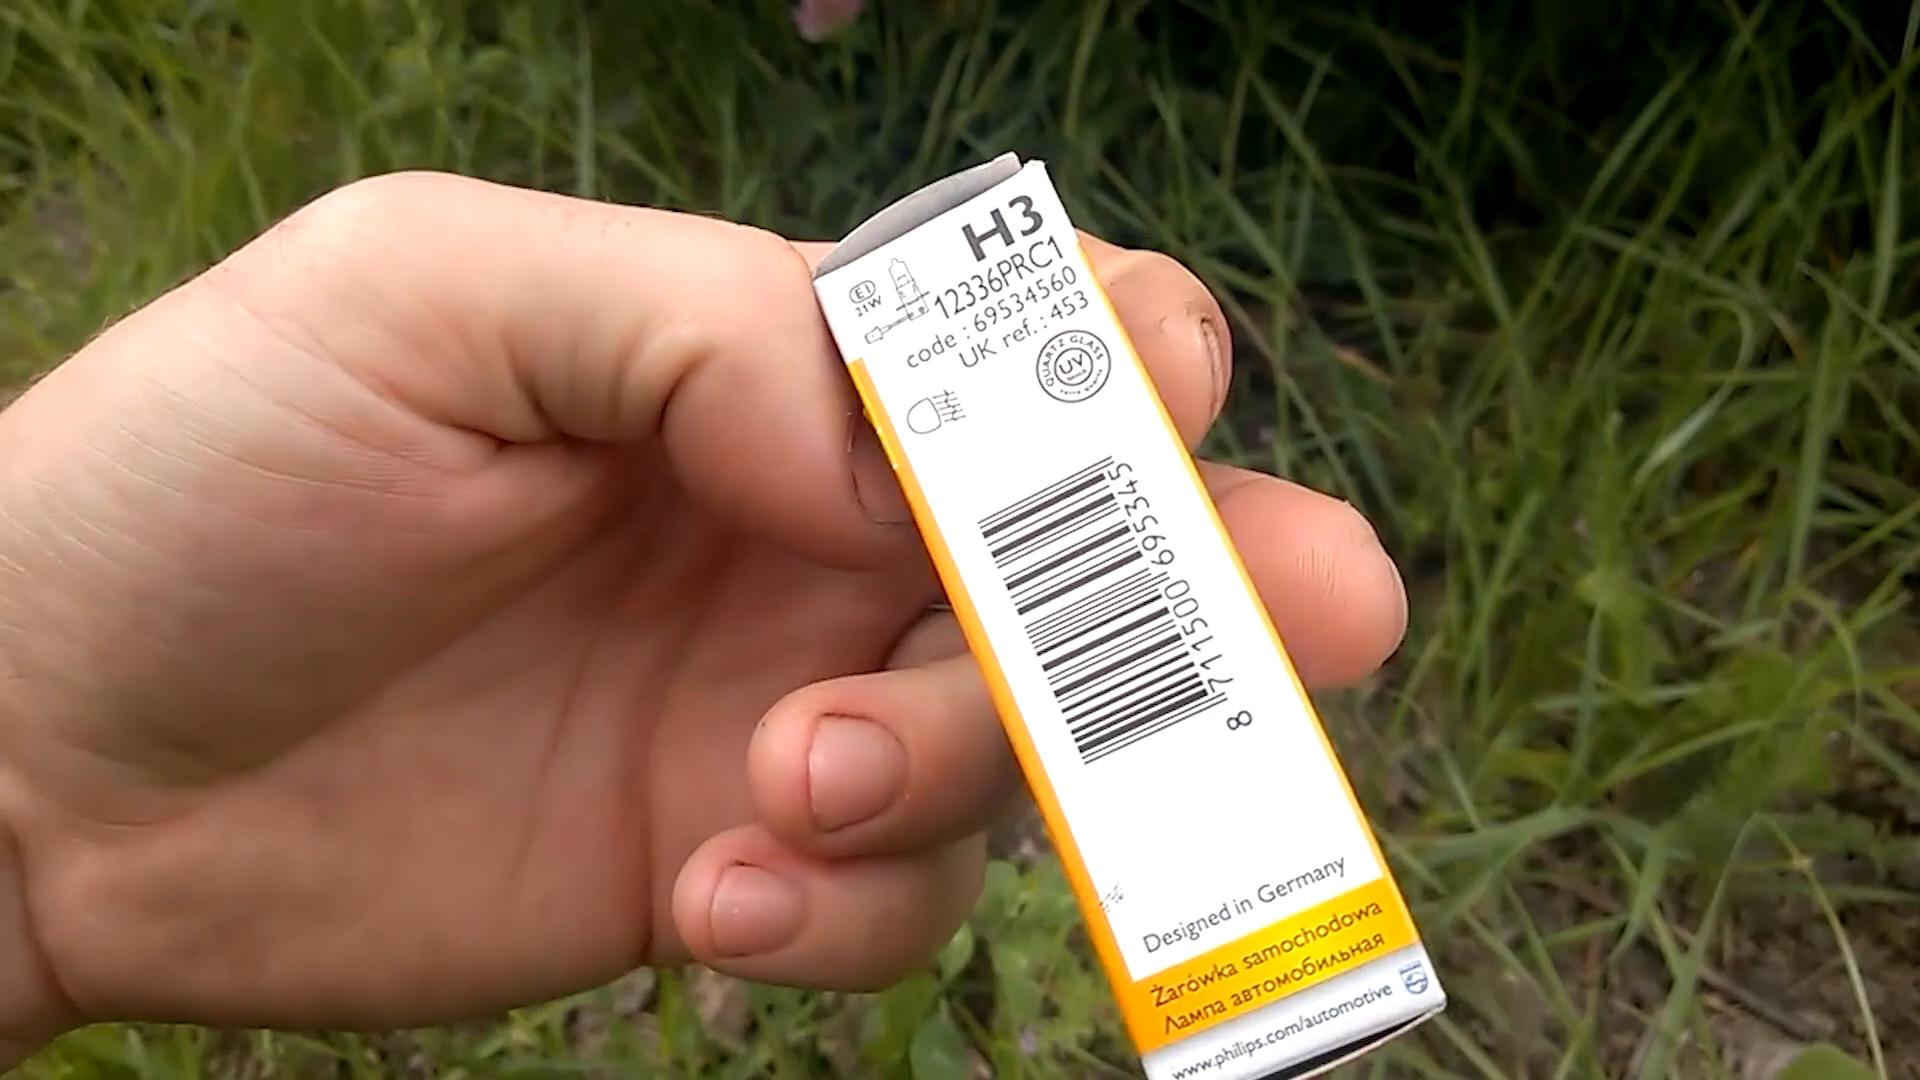 H3
12336PRC1
code : 69534560
UK ref.: 453
E1
21W
QUARTZ GLASS
UV
8 711500 695345
Designed in Germany
Żarówka samochodowa
Лампа автомобильная
www.philips.com/automotive